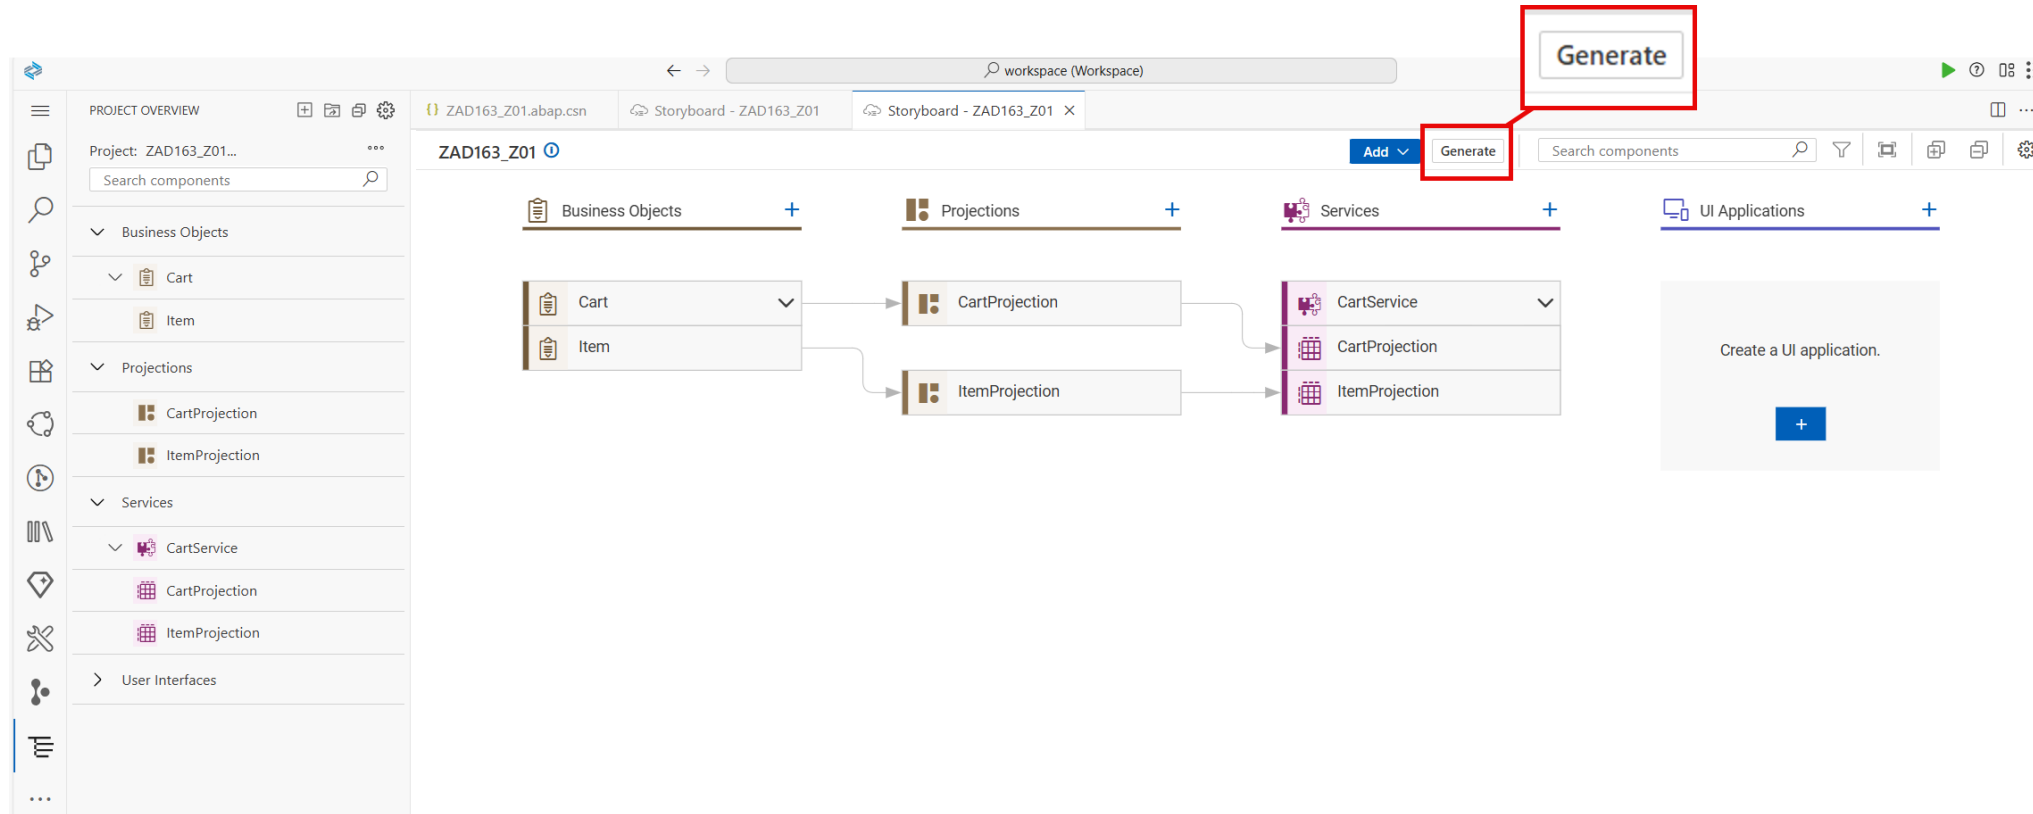 Generate
workspace (Workspace)
PROJECT OVERVIEW
{} ZAD163_Z01.abap.csn
Storyboard - ZAD163_Z01
Storyboard - ZAD163_Z01
Project: ZAD163_Z01...
Search components
ZAD163_Z01
Add
Generate
Search components
Business Objects
Cart
Item
Projections
CartProjection
ItemProjection
Services
CartService
CartProjection
ItemProjection
User Interfaces
Business Objects
Cart
Item
Projections
CartProjection
ItemProjection
Services
CartService
CartProjection
ItemProjection
UI Applications
Create a UI application.
+